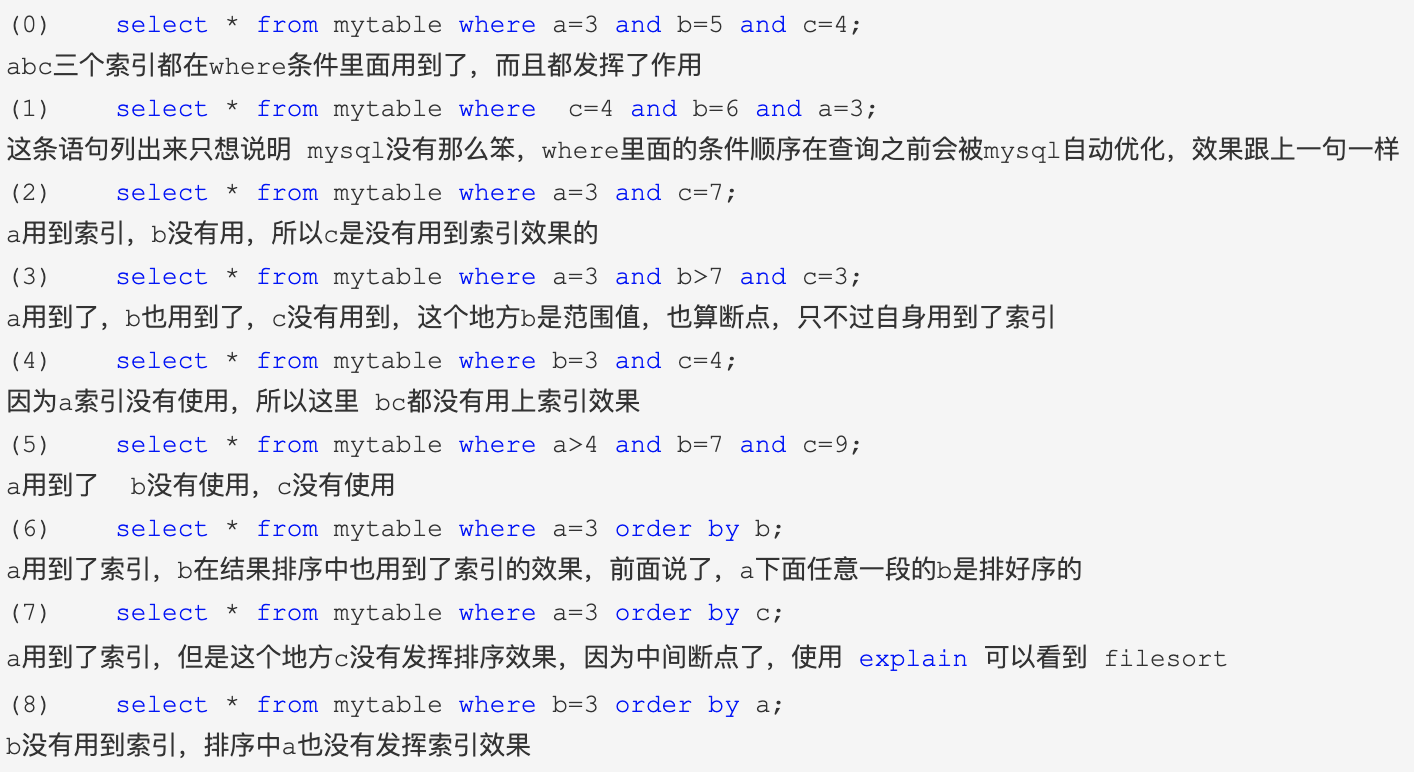 (0)    select * from mytable where a=3 and b=5 and c=4;
abc三个索引都在where条件里面用到了，而且都发挥了作用
(1)    select * from mytable where  c=4 and b=6 and a=3;
这条语句列出来只想说明 mysql没有那么笨，where里面的条件顺序在查询之前会被mysql自动优化，效果跟上一句一样
(2)    select * from mytable where a=3 and c=7;
a用到索引，b没有用，所以c是没有用到索引效果的
(3)    select * from mytable where a=3 and b>7 and c=3;
a用到了，b也用到了，c没有用到，这个地方b是范围值，也算断点，只不过自身用到了索引
(4)    select * from mytable where b=3 and c=4;
因为a索引没有使用，所以这里 bc都没有用上索引效果
(5)    select * from mytable where a>4 and b=7 and c=9;
a用到了  b没有使用，c没有使用
(6)    select * from mytable where a=3 order by b;
a用到了索引，b在结果排序中也用到了索引的效果，前面说了，a下面任意一段的b是排好序的
(7)    select * from mytable where a=3 order by c;
a用到了索引，但是这个地方c没有发挥排序效果，因为中间断点了，使用 explain 可以看到 filesort
(8)    select * from mytable where b=3 order by a;
b没有用到索引，排序中a也没有发挥索引效果